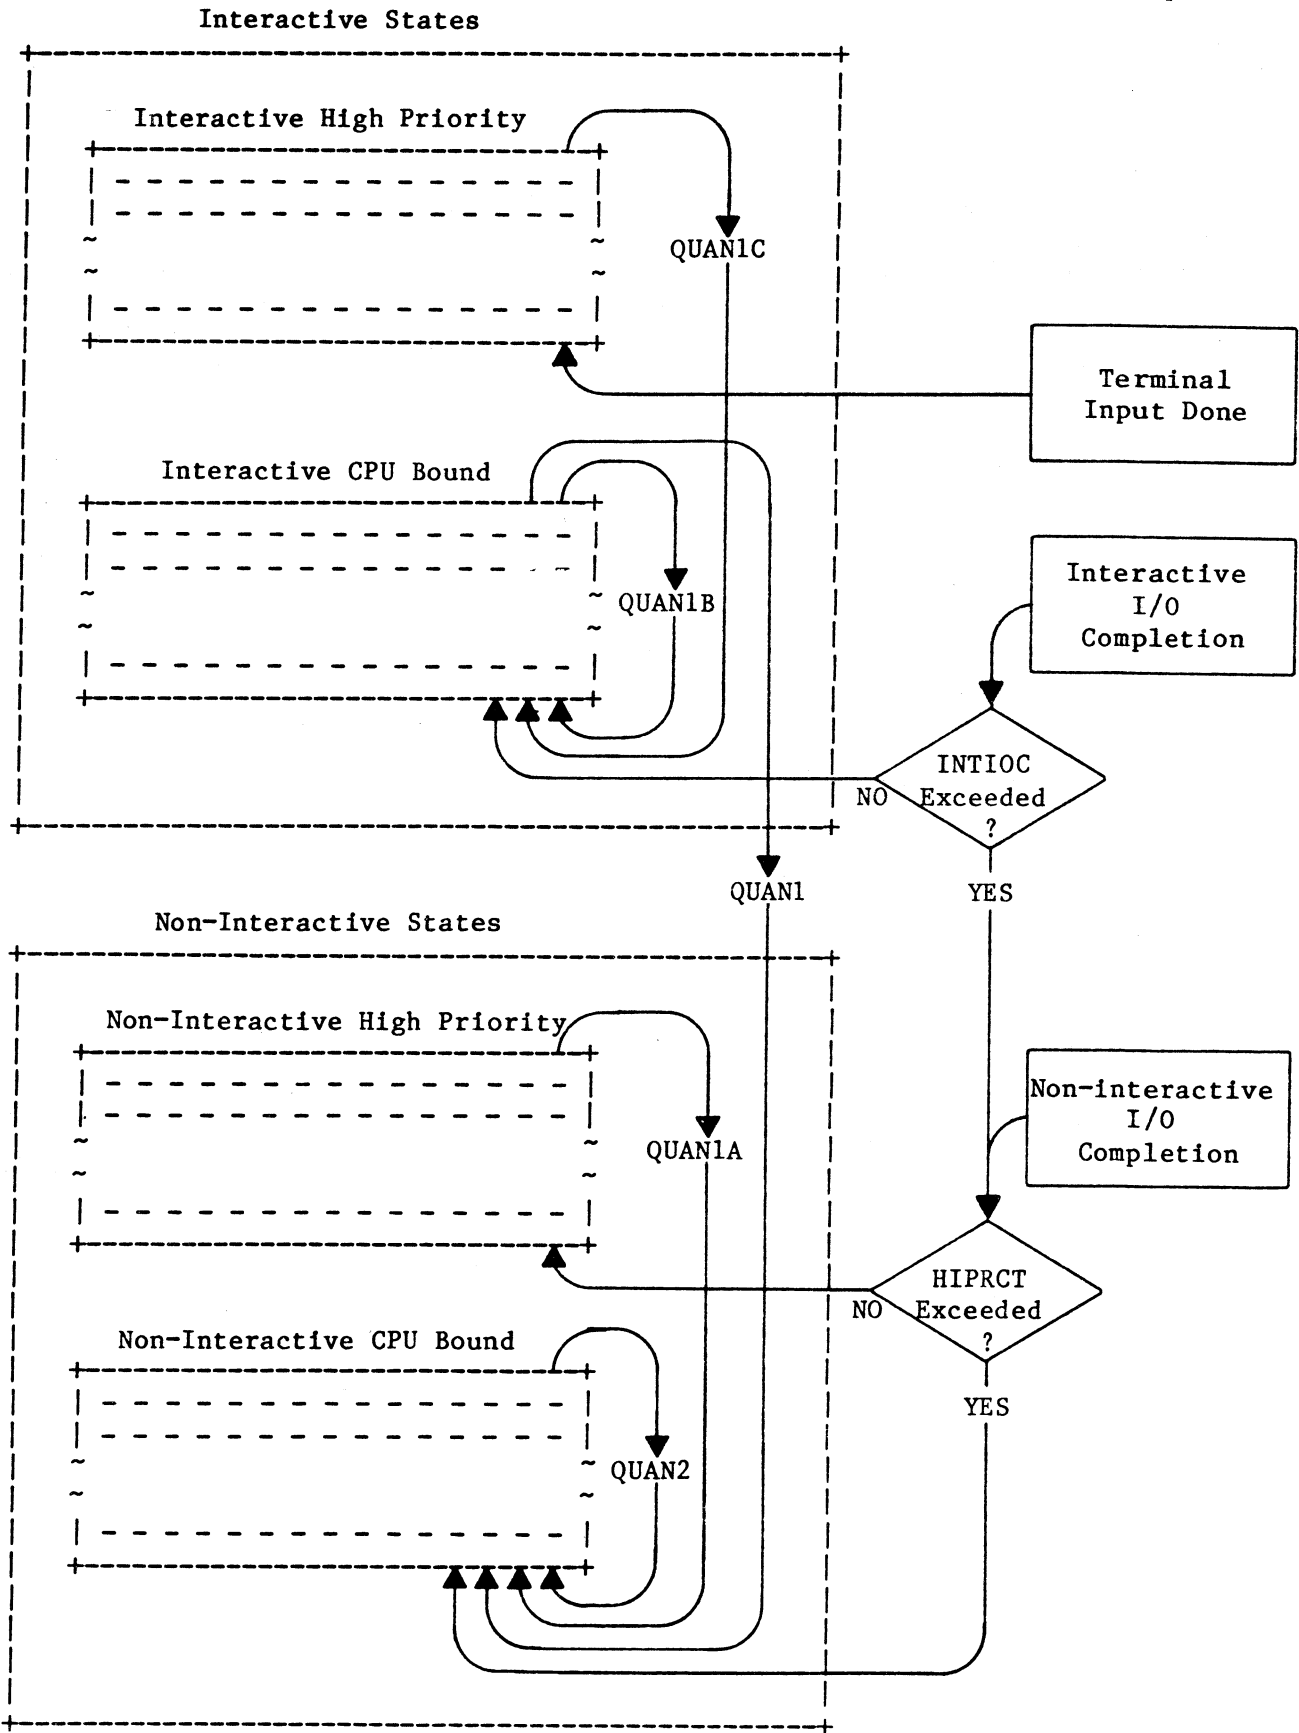 Interactive States
Interactive High Priority
QUAN1C
Terminal
Input Done
Interactive CPU Bound
QUAN1B
Interactive
I/O
Completion
INTIOC
Exceeded
?
NO
YES
QUAN1
Non-Interactive States
Non-Interactive High Priority
QUAN1A
Non-interactive
I/O
Completion
HIPRCT
Exceeded
?
NO
YES
Non-Interactive CPU Bound
QUAN2